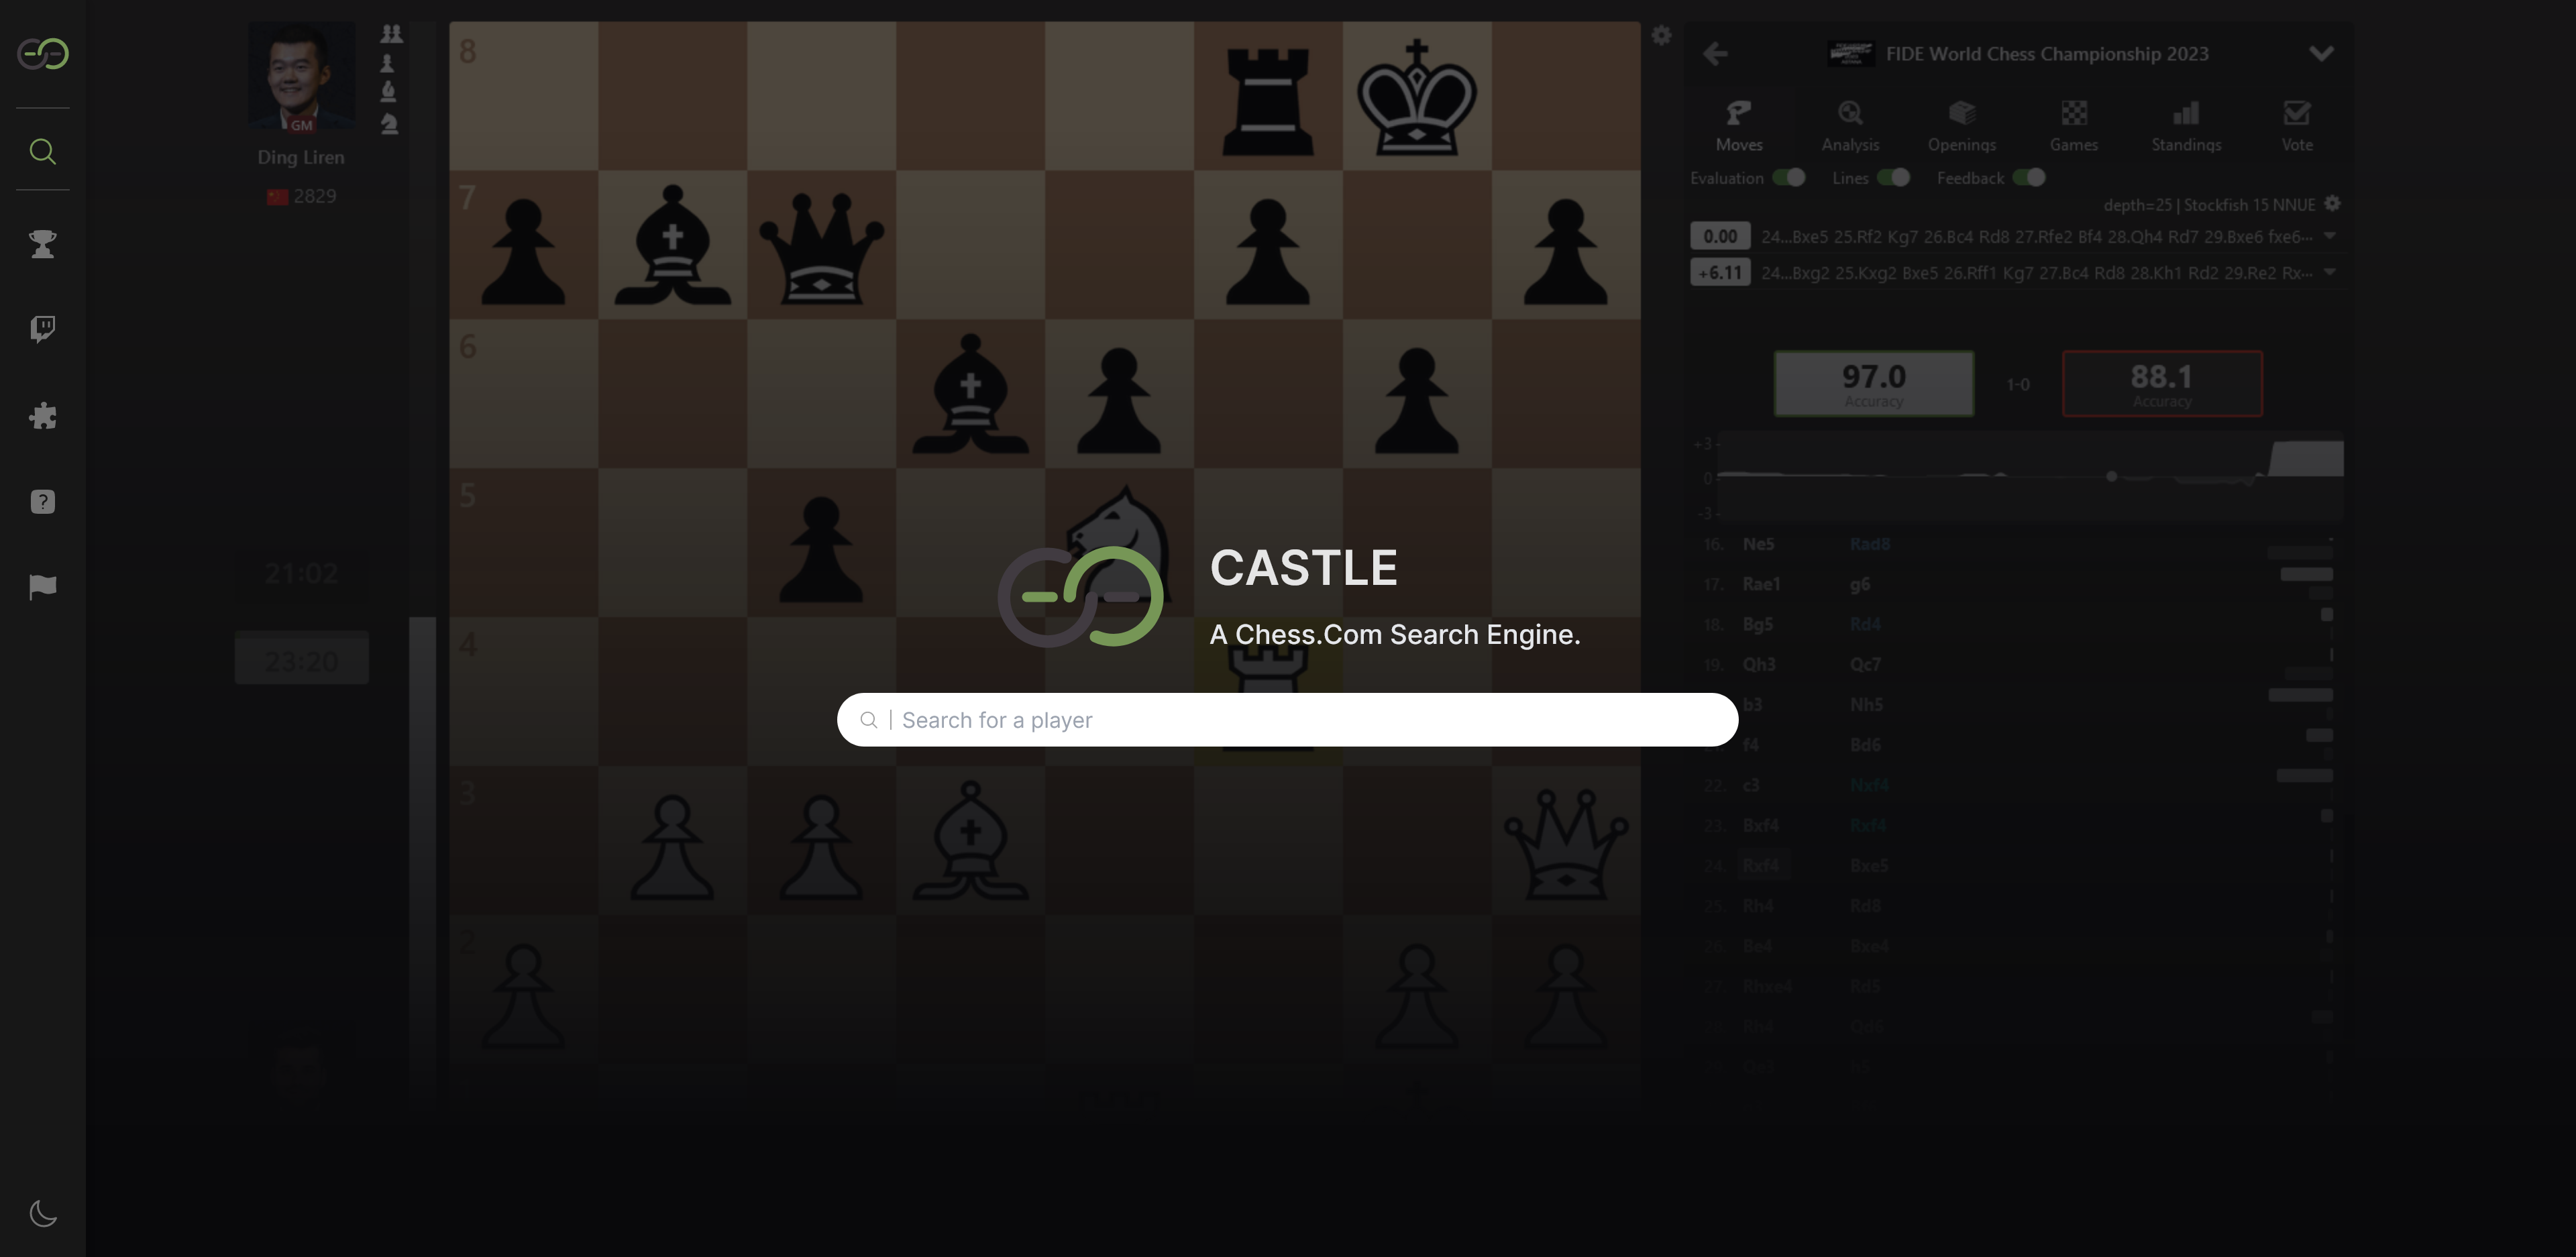 GM
Ding Liren
2829
21:02
23:20
8
7
6
5
4
3
2
CASTLE
A Chess.Com Search Engine.
Search for a player
FIDE World Chess Championship 2023
Moves Analysis Openings Games Standings Vote
Evaluation Lines Feedback
depth=25 | Stockfish 15 NNUE
0.00 24...Bxe5 25.Rf2 Kg7 26.Bc4 Rd8 27.Rfe2 Bf4 28.Qh4 Rd7 29.Bxe6 fxe6...
+6.11 24...Bxg2 25.Kxg2 Bxe5 26.Rff1 Kg7 27.Bc4 Rd8 28.Kh1 Rd2 29.Re2 Rx...
97.0 1-0 88.1
Accuracy Accuracy
+3
0
-3
16. Ne5 Rad8
17. Rae1 g6
18. Bg5 Rd4
19. Qh3 Qc7
b3 Nh5
f4 Bd6
22. c3 Nxf4
23. Bxf4 Rxf4
24. Rxf4 Bxe5
25. Rh4 Rd8
26. Be4 Bxe4
27. Rhxe4 Rd5
Rh4 Qd6